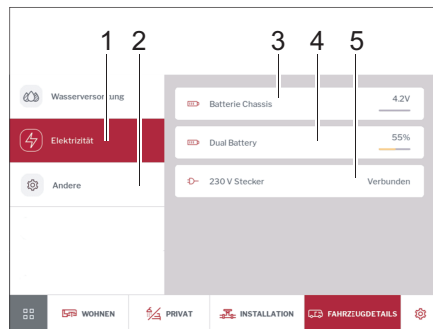 1 2 3 4 5
Wasserversorgung
Batterie Chassis 4.2V
Elektrizität
Dual Battery 55%
Andere
230 V Stecker Verbunden
WOHNEN PRIVAT INSTALLATION FAHRZEUGDETAILS